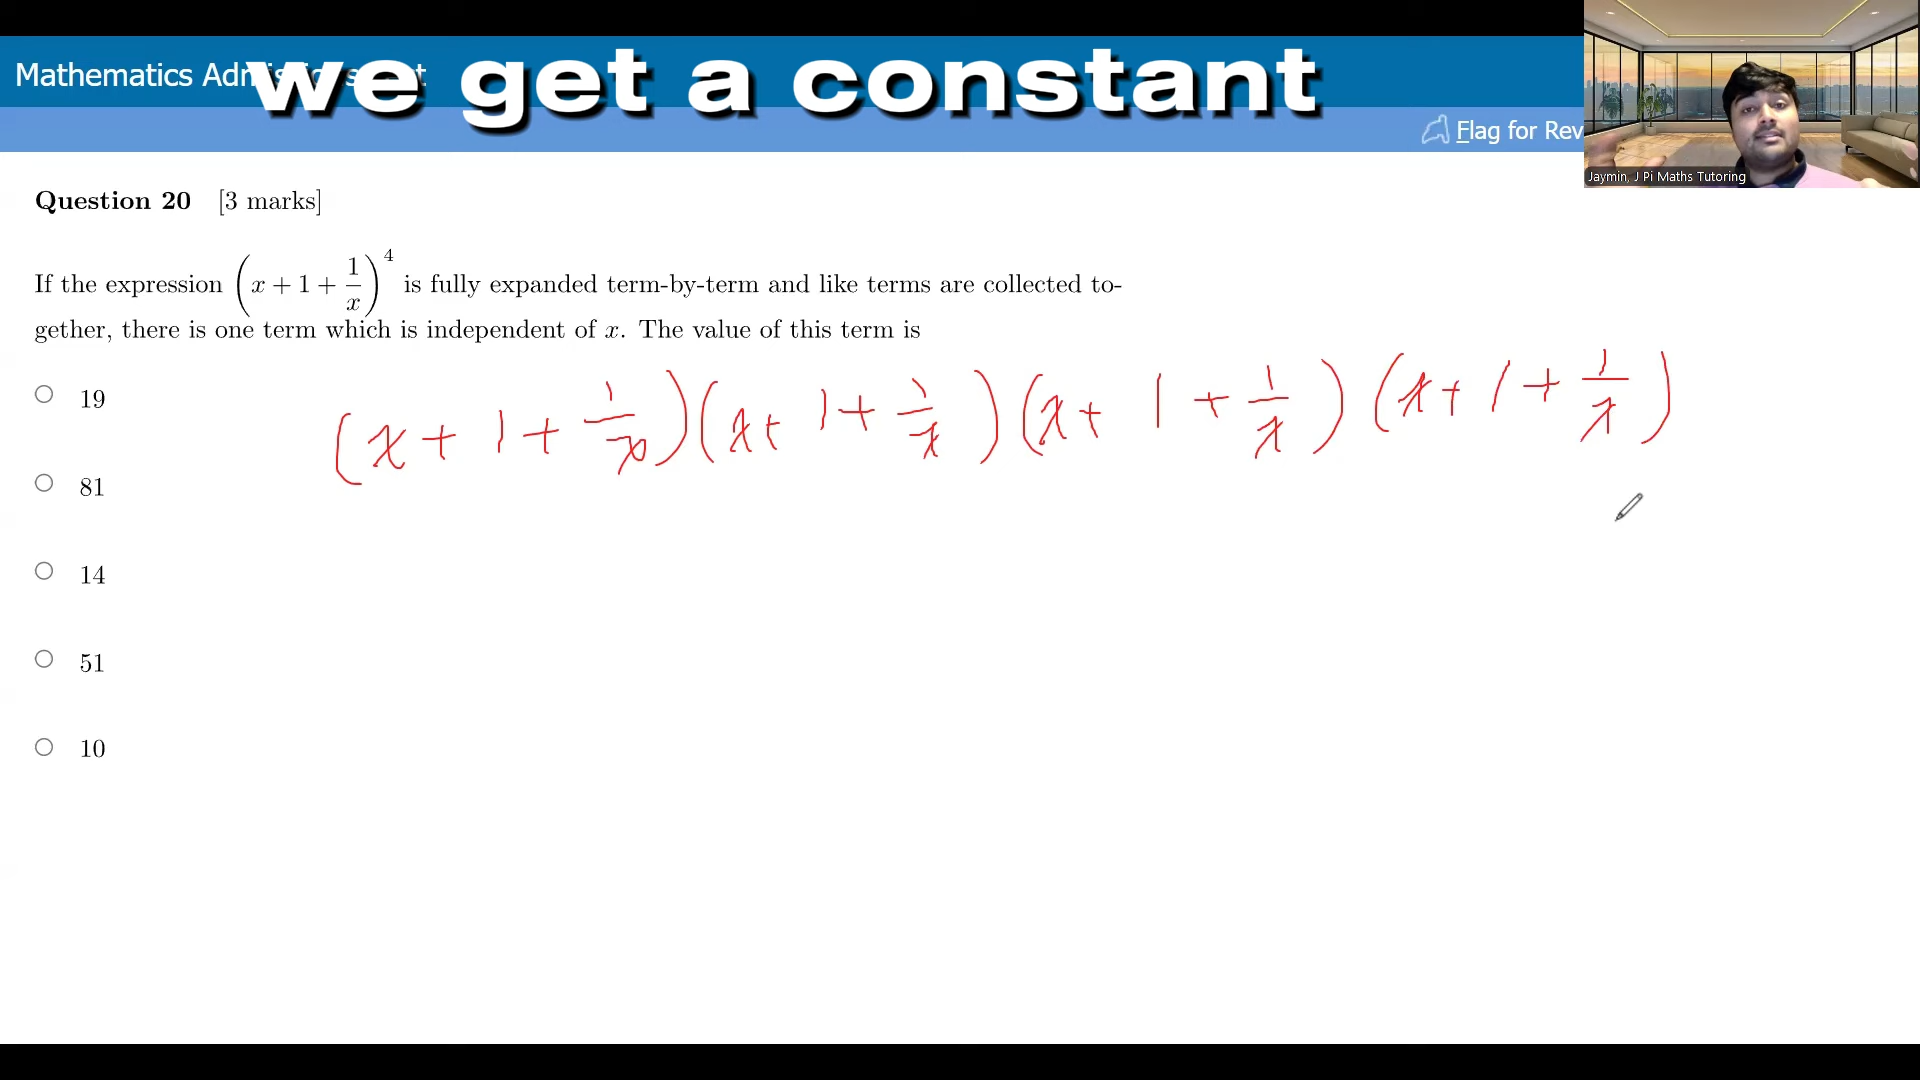 Mathematics Adm
we get a constant
Flag for Rev
Jaymin, J Pi Maths Tutoring
Question 20 [3 marks]
If the expression (x + 1 + 1/x)^4 is fully expanded term-by-term and like terms are collected to-
gether, there is one term which is independent of x. The value of this term is
(x + 1 + 1/x)(x + 1 + 1/x)(x + 1 + 1/x)(x + 1 + 1/x)
19
81
14
51
10